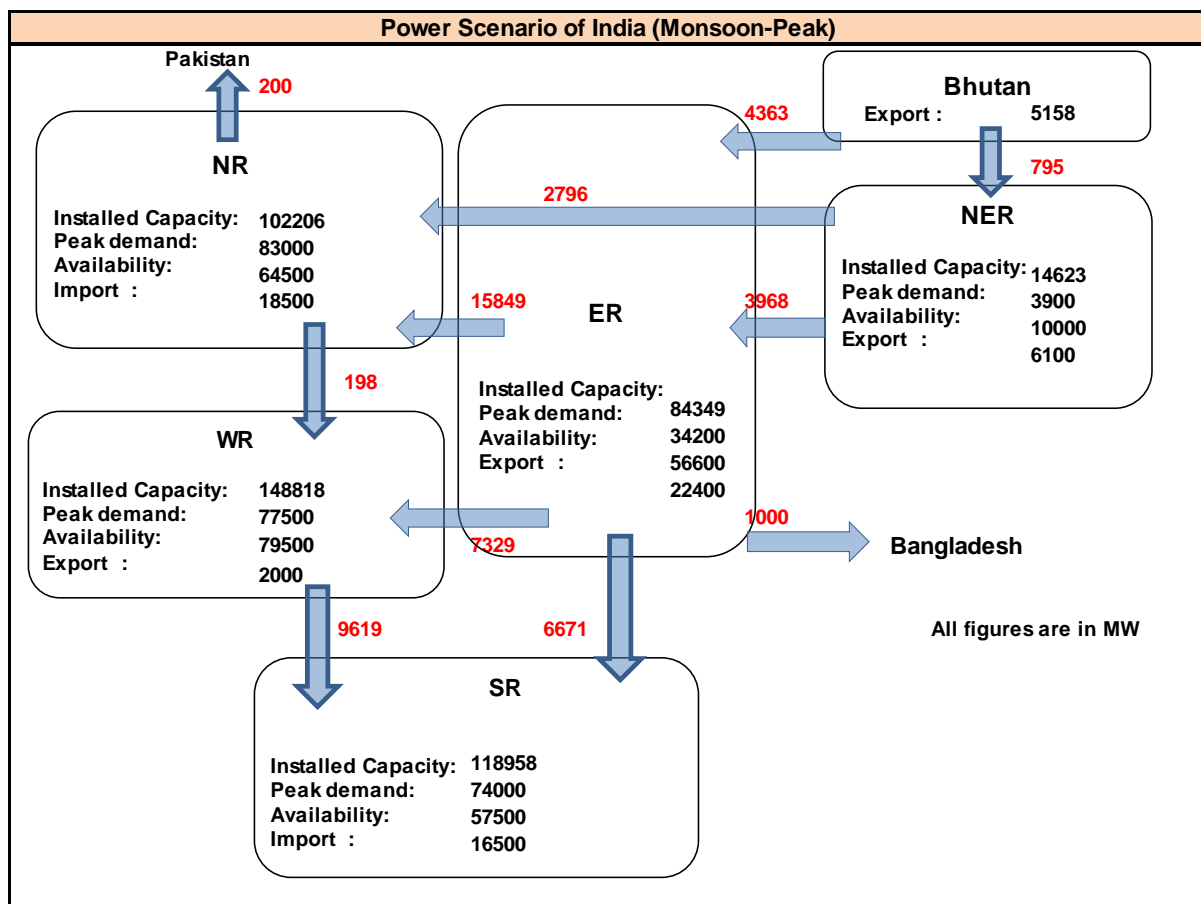 Power Scenario of India (Monsoon-Peak)
Pakistan
200
Bhutan
Export : 5158
4363
795
NR
Installed Capacity: 102206
Peak demand: 83000
Availability: 64500
Import : 18500
2796
NER
Installed Capacity: 14623
Peak demand: 3900
Availability: 10000
Export : 6100
15849
ER
3968
Installed Capacity: 84349
Peak demand: 34200
Availability: 56600
Export : 22400
198
WR
Installed Capacity: 148818
Peak demand: 77500
Availability: 79500
Export : 2000
7329
1000
Bangladesh
9619
6671
All figures are in MW
SR
Installed Capacity: 118958
Peak demand: 74000
Availability: 57500
Import : 16500